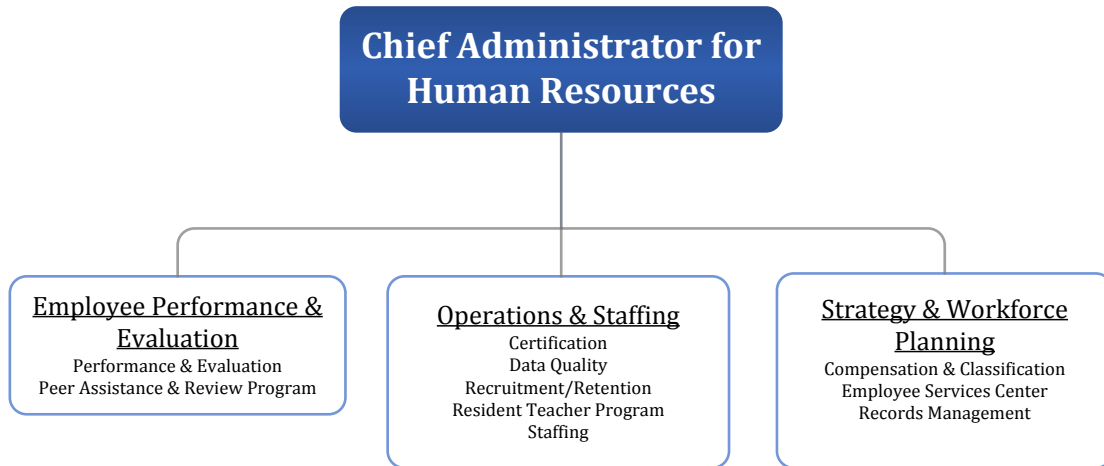 Chief Administrator for
Human Resources
Employee Performance &
Evaluation
Performance & Evaluation
Peer Assistance & Review Program
Operations & Staffing
Certification
Data Quality
Recruitment/Retention
Resident Teacher Program
Staffing
Strategy & Workforce
Planning
Compensation & Classification
Employee Services Center
Records Management